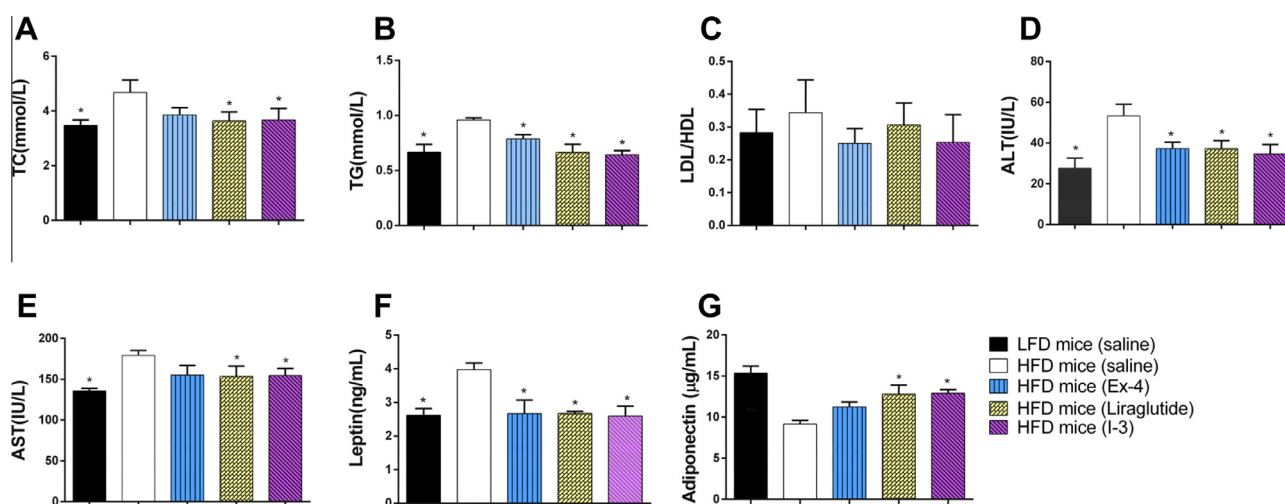 A
TC(mmol/L)
6
4
2
0
*
*
*
B
TG(mmol/L)
1.0
1.0
0.5
0.0
*
*
*
*
C
LDL/HDL
0.5
0.4
0.3
0.2
0.1
0.0
D
ALT(IU/L)
80
60
40
20
0
*
*
*
*
E
AST(IU/L)
200
150
100
50
0
*
*
*
F
Leptin(ng/mL)
5
4
3
2
1
0
*
*
*
*
G
Adiponectin (µg/mL)
20
15
10
5
0
*
*
LFD mice (saline)
HFD mice (saline)
HFD mice (Ex-4)
HFD mice (Liraglutide)
HFD mice (I-3)